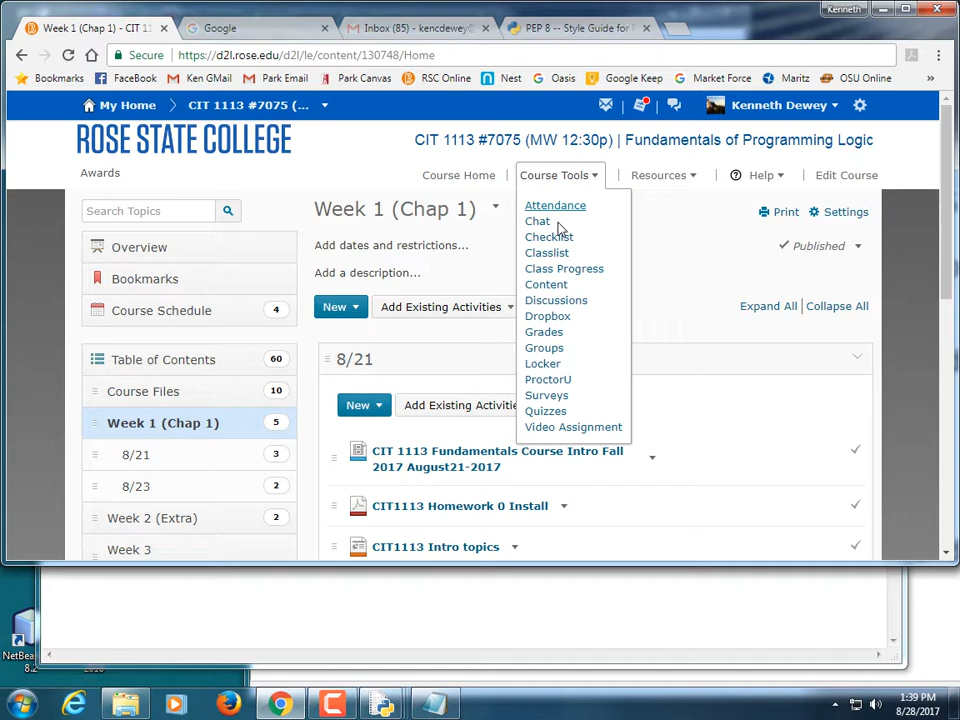 Kenneth
Week 1 (Chap 1) - CIT 1
Google
Inbox (85) - kencdewey@
PEP 8 -- Style Guide for P
Secure
https://d2l.rose.edu/d2l/le/content/130748/Home
Bookmarks
FaceBook
Ken GMail
Park Email
Park Canvas
RSC Online
Nest
Oasis
Google Keep
Market Force
Maritz
OSU Online
»
My Home
CIT 1113 #7075 (...
Kenneth Dewey
ROSE STATE COLLEGE
CIT 1113 #7075 (MW 12:30p) | Fundamentals of Programming Logic
Awards
Course Home
Course Tools
Resources
Help
Edit Course
Search Topics
Week 1 (Chap 1)
Print
Settings
Add dates and restrictions...
Published
Add a description...
New
Add Existing Activities
Expand All
Collapse All
Attendance
Chat
Checklist
Classlist
Class Progress
Content
Discussions
Dropbox
Grades
Groups
Locker
ProctorU
Surveys
Quizzes
Video Assignment
Overview
Bookmarks
Course Schedule
4
Table of Contents
60
Course Files
10
Week 1 (Chap 1)
5
8/21
3
8/23
2
Week 2 (Extra)
2
Week 3
8/21
New
Add Existing Activitie
CIT 1113 Fundamentals Course Intro Fall
2017 August21-2017
CIT1113 Homework 0 Install
CIT1113 Intro topics
NetBea
8.2
1:39 PM
8/28/2017